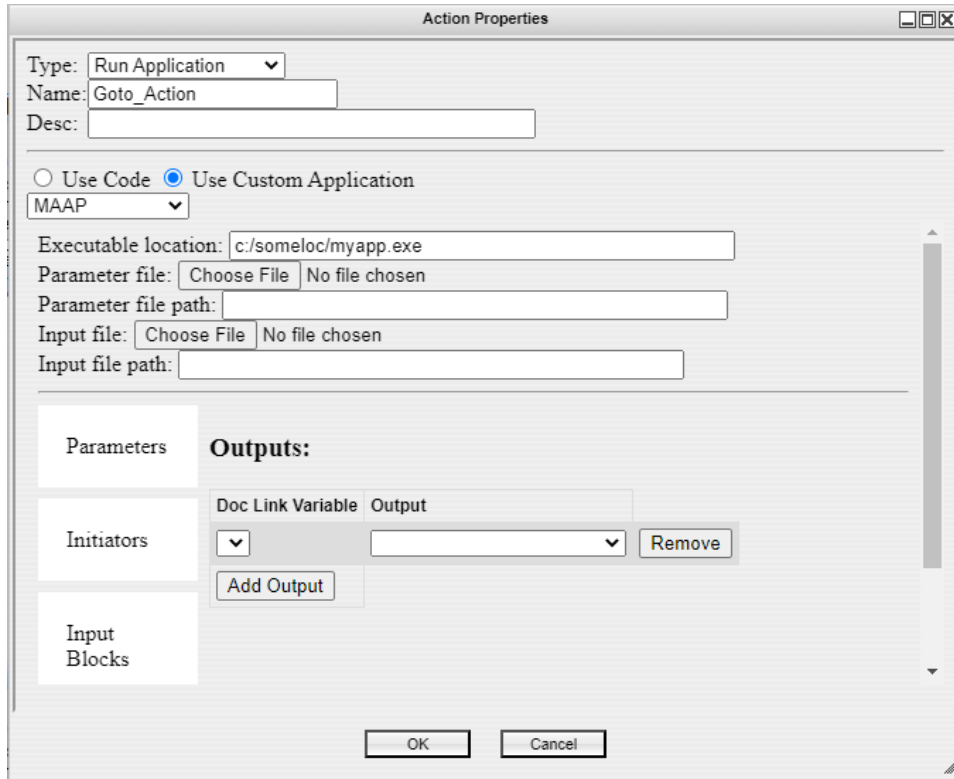 Action Properties
Type: Run Application
Name: Goto_Action
Desc:
Use Code Use Custom Application
MAAP
Executable location: c:/someloc/myapp.exe
Parameter file: Choose File No file chosen
Parameter file path:
Input file: Choose File No file chosen
Input file path:
Parameters
Outputs:
Doc Link Variable Output
Initiators
Remove
Add Output
Input
Blocks
OK Cancel